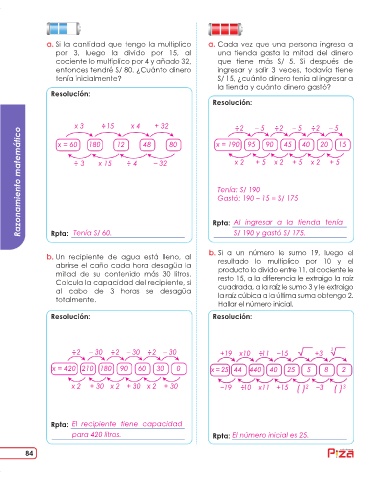 a. Si la cantidad que tengo la multiplico
por 3, luego la divido por 15, al
cociente lo multiplico por 4 y añado 32,
entonces tendré S/ 80. ¿Cuánto dinero
tenía inicialmente?
Resolución:
x 3 ÷15 x 4 + 32
x = 60 180 12 48 80
÷ 3 x 15 ÷ 4 – 32
Rpta: Tenía S/ 60.
b. Un recipiente de agua está lleno, al
abrirse el caño cada hora desagüa la
mitad de su contenido más 30 litros.
Calcula la capacidad del recipiente, si
al cabo de 3 horas se desagüa
totalmente.
Resolución:
÷2 – 30 ÷2 – 30 ÷2 – 30
x = 420 210 180 90 60 30 0
x 2 + 30 x 2 + 30 x 2 + 30
Rpta: El recipiente tiene capacidad
para 420 litros.
a. Cada vez que una persona ingresa a
una tienda gasta la mitad del dinero
que tiene más S/ 5. Si después de
ingresar y salir 3 veces, todavía tiene
S/ 15, ¿cuánto dinero tenía al ingresar a
la tienda y cuánto dinero gastó?
Resolución:
÷2 – 5 ÷2 – 5 ÷2 – 5
x = 190 95 90 45 40 20 15
x 2 + 5 x 2 + 5 x 2 + 5
Tenía: S/ 190
Gastó: 190 – 15 = S/ 175
Rpta: Al ingresar a la tienda tenía
S/ 190 y gastó S/ 175.
b. Si a un número le sumo 19, luego el
resultado lo multiplico por 10 y el
producto lo divido entre 11, al cociente le
resto 15, a la diferencia le extraigo la raíz
cuadrada, a la raíz le sumo 3 y le extraigo
la raíz cúbica a la última suma obtengo 2.
Hallar el número inicial.
Resolución:
+19 x10 ÷11 –15 √ +3 ∛
x = 25 44 440 40 25 5 8 2
–19 ÷10 x11 +15 ( )² –3 ( )³
Rpta: El número inicial es 25.
Razonamiento matemático
84
Pizá